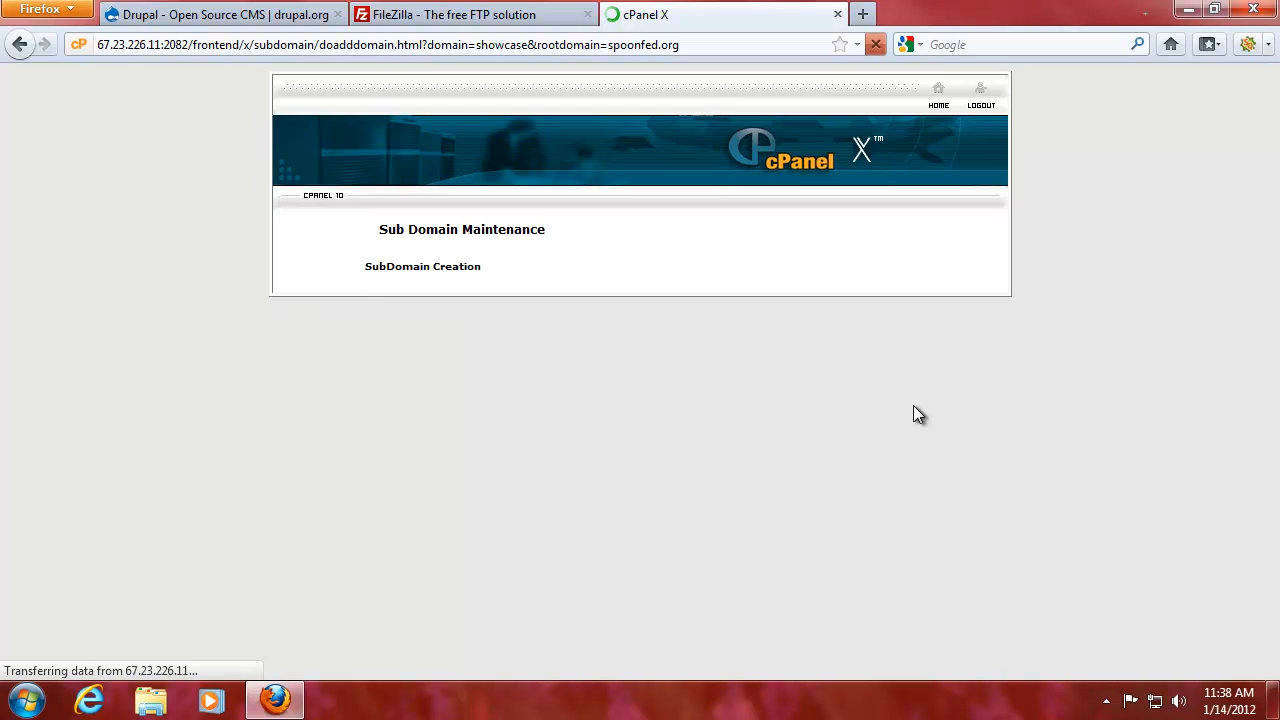 Firefox
Drupal - Open Source CMS | drupal.org
FileZilla - The free FTP solution
cPanel X
67.23.226.11:2082/frontend/x/subdomain/doadddomain.html?domain=showcase&rootdomain=spoonfed.org
Google
HOME
LOGOUT
cPanel X™
CPANEL 10
Sub Domain Maintenance
SubDomain Creation
Transferring data from 67.23.226.11...
11:38 AM
1/14/2012